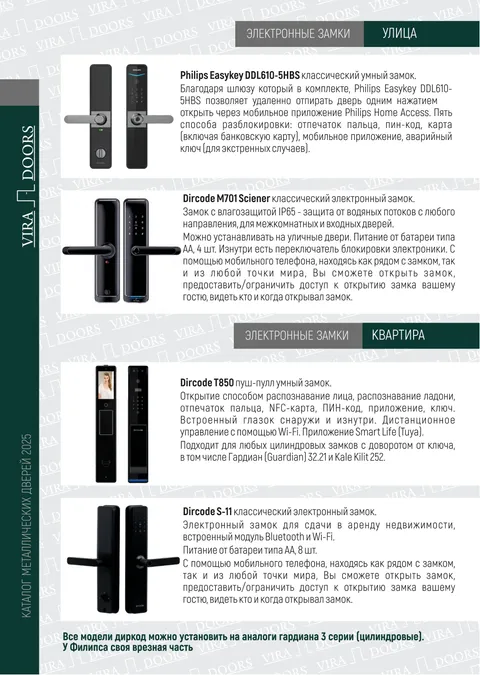 ЭЛЕКТРОННЫЕ ЗАМКИ УЛИЦА
Philips Easykey DDL610-5HBS классический умный замок.
Благодаря шлюзу который в комплекте, Philips Easykey DDL610-
5HBS позволяет удаленно отпирать дверь одним нажатием
открыть через мобильное приложение Philips Home Access. Пять
способа разблокировки: отпечаток пальца, пин-код, карта
(включая банковскую карту), мобильное приложение, аварийный
ключ (для экстренных случаев).
Dircode M701 Sciener классический электронный замок.
Замок с влагозащитой IP65 - защита от водяных потоков с любого
направления, для межкомнатных и входных дверей.
Можно устанавливать на уличные двери. Питание от батареи типа
АА, 4 шт. Изнутри есть переключатель блокировки электроники. С
помощью мобильного телефона, находясь как рядом с замком, так
и из любой точки мира, Вы сможете открыть замок,
предоставить/ограничить доступ к открытию замка вашему
гостю, видеть кто и когда открывал замок.
ЭЛЕКТРОННЫЕ ЗАМКИ КВАРТИРА
Dircode T850 пуш-пулл умный замок.
Открытие способом распознавание лица, распознавание ладони,
отпечаток пальца, NFC-карта, ПИН-код, приложение, ключ.
Встроенный глазок снаружи и изнутри. Дистанционное
управление с помощью Wi-Fi. Приложение Smart Life (Tuya).
Подходит для любых цилиндровых замков с доворотом от ключа,
в том числе Гардиан (Guardian) 32.21 и Kale Kilit 252.
Dircode S-11 классический электронный замок.
Электронный замок для сдачи в аренду недвижимости,
встроенный модуль Bluetooth и Wi-Fi.
Питание от батареи типа АА, 8 шт.
С помощью мобильного телефона, находясь как рядом с замком,
так и из любой точки мира, Вы сможете открыть замок,
предоставить/ограничить доступ к открытию замка вашему
гостю, видеть кто и когда открывал замок.
Все модели диркод можно установить на аналоги гардиана 3 серии (цилиндровые).
У Филипса своя врезная часть
VIRA DOORS
КАТАЛОГ МЕТАЛЛИЧЕСКИХ ДВЕРЕЙ 2025